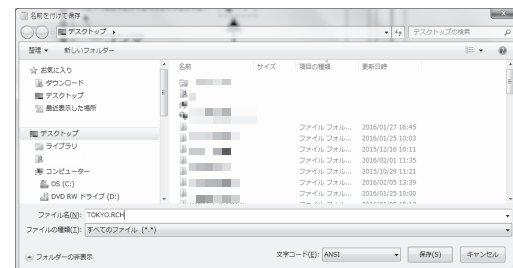 名前を付けて保存
デスクトップ
デスクトップの検索
整理 新しいフォルダー
名前 サイズ 項目の種類 更新日時
お気に入り
ダウンロード
デスクトップ
最近表示した場所
デスクトップ
ライブラリ
コンピューター
OS (C:)
DVD RW ドライブ (D:)
ファイル フォル... 2016/01/27 16:45
ファイル フォル... 2016/01/25 10:03
ファイル フォル... 2015/12/16 10:11
ファイル フォル... 2016/02/01 11:35
ファイル フォル... 2015/10/29 11:21
ファイル フォル... 2016/02/05 13:39
ファイル フォル... 2016/01/25 10:00
ファイル名(N): TOKYO.RCH
ファイルの種類(T): すべてのファイル (*.*)
フォルダーの非表示
文字コード(E): ANSI 保存(S) キャンセル